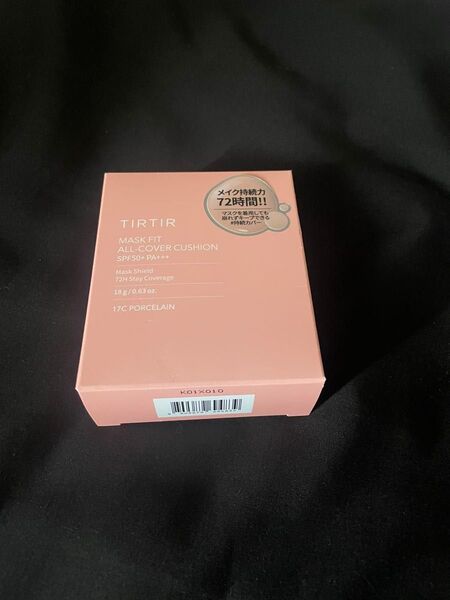 メイク持続力
72時間!!
マスクを着用しても
崩れずキープできる
#持続カバー
TIRTIR
MASK FIT
ALL-COVER CUSHION
SPF50+ PA+++
Mask Shield
72H Stay Coverage
18 g / 0.63 oz.
17C PORCELAIN
K01X010